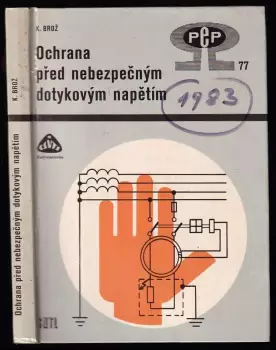 K. BROŽ
Ochrana
před nebezpečným
dotykovým napětím
PeP
77
1983
SNTL
K. BROŽ
Ochrana před nebezpečným dotykovým napětím